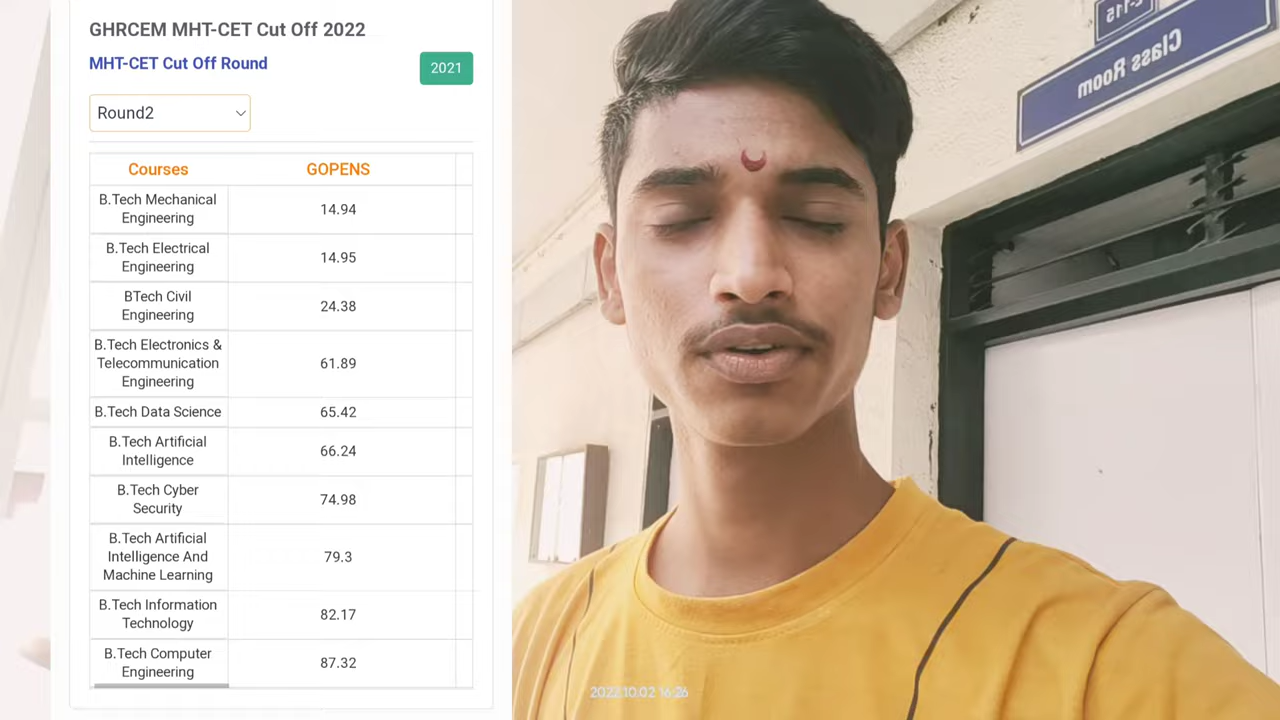 GHRCEM MHT-CET Cut Off 2022
MHT-CET Cut Off Round
2021
Round2
Courses GOPENS
B.Tech Mechanical
Engineering
14.94
B.Tech Electrical
Engineering
14.95
BTech Civil
Engineering
24.38
B.Tech Electronics &
Telecommunication
Engineering
61.89
B.Tech Data Science 65.42
B.Tech Artificial
Intelligence
66.24
B.Tech Cyber
Security
74.98
B.Tech Artificial
Intelligence And
Machine Learning
79.3
B.Tech Information
Technology
82.17
B.Tech Computer
Engineering
87.32
Class Room
2022.10.02 16:26